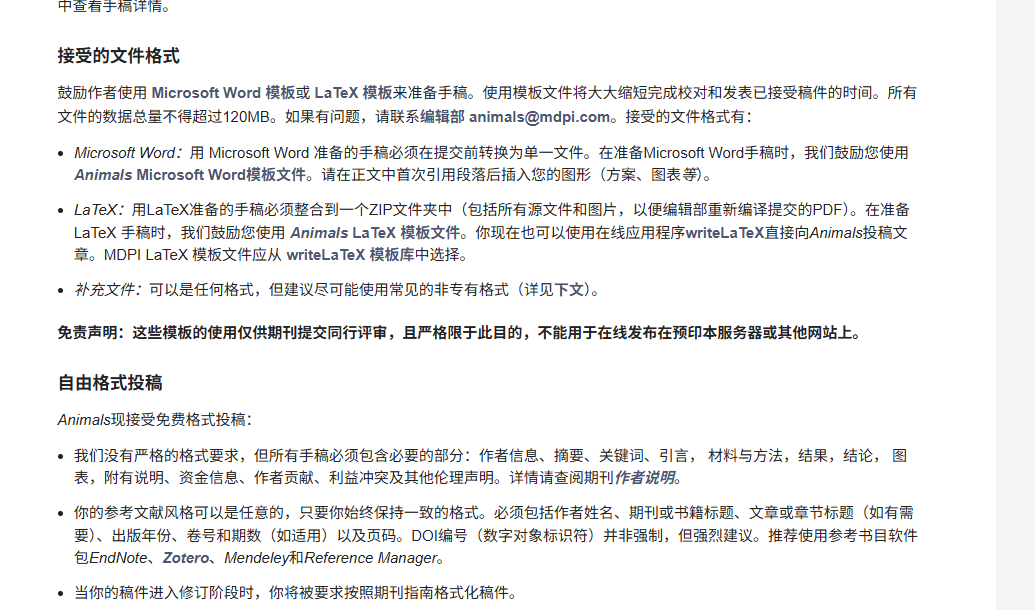 中查看手稿详情。
接受的文件格式
鼓励作者使用 Microsoft Word 模板或 LaTeX 模板来准备手稿。使用模板文件将大大缩短完成校对和发表已接受稿件的时间。所有
文件的数据总量不得超过120MB。如果有问题，请联系编辑部 animals@mdpi.com。接受的文件格式有：
• Microsoft Word：用 Microsoft Word 准备的手稿必须在提交前转换为单一文件。在准备Microsoft Word手稿时，我们鼓励您使用
Animals Microsoft Word模板文件。请在正文中首次引用段落后插入您的图形（方案、图表等）。
• LaTeX：用LaTeX准备的手稿必须整合到一个ZIP文件夹中（包括所有源文件和图片，以便编辑部重新编译提交的PDF）。在准备
LaTeX 手稿时，我们鼓励您使用 Animals LaTeX 模板文件。你现在也可以使用在线应用程序writeLaTeX直接向Animals投稿文
章。MDPI LaTeX 模板文件应从 writeLaTeX 模板库中选择。
• 补充文件：可以是任何格式，但建议尽可能使用常见的非专有格式（详见下文）。
免责声明：这些模板的使用仅供期刊提交同行评审，且严格限于此目的，不能用于在线发布在预印本服务器或其他网站上。
自由格式投稿
Animals现接受免费格式投稿：
• 我们没有严格的格式要求，但所有手稿必须包含必要的部分：作者信息、摘要、关键词、引言， 材料与方法，结果，结论， 图
表，附有说明、资金信息、作者贡献、利益冲突及其他伦理声明。详情请查阅期刊作者说明。
• 你的参考文献风格可以是任意的，只要你始终保持一致的格式。必须包括作者姓名、期刊或书籍标题、文章或章节标题（如有需
要）、出版年份、卷号和期数（如适用）以及页码。DOI编号（数字对象标识符）并非强制，但强烈建议。推荐使用参考书目软件
包EndNote、Zotero、Mendeley和Reference Manager。
• 当你的稿件进入修订阶段时，你将被要求按照期刊指南格式化稿件。